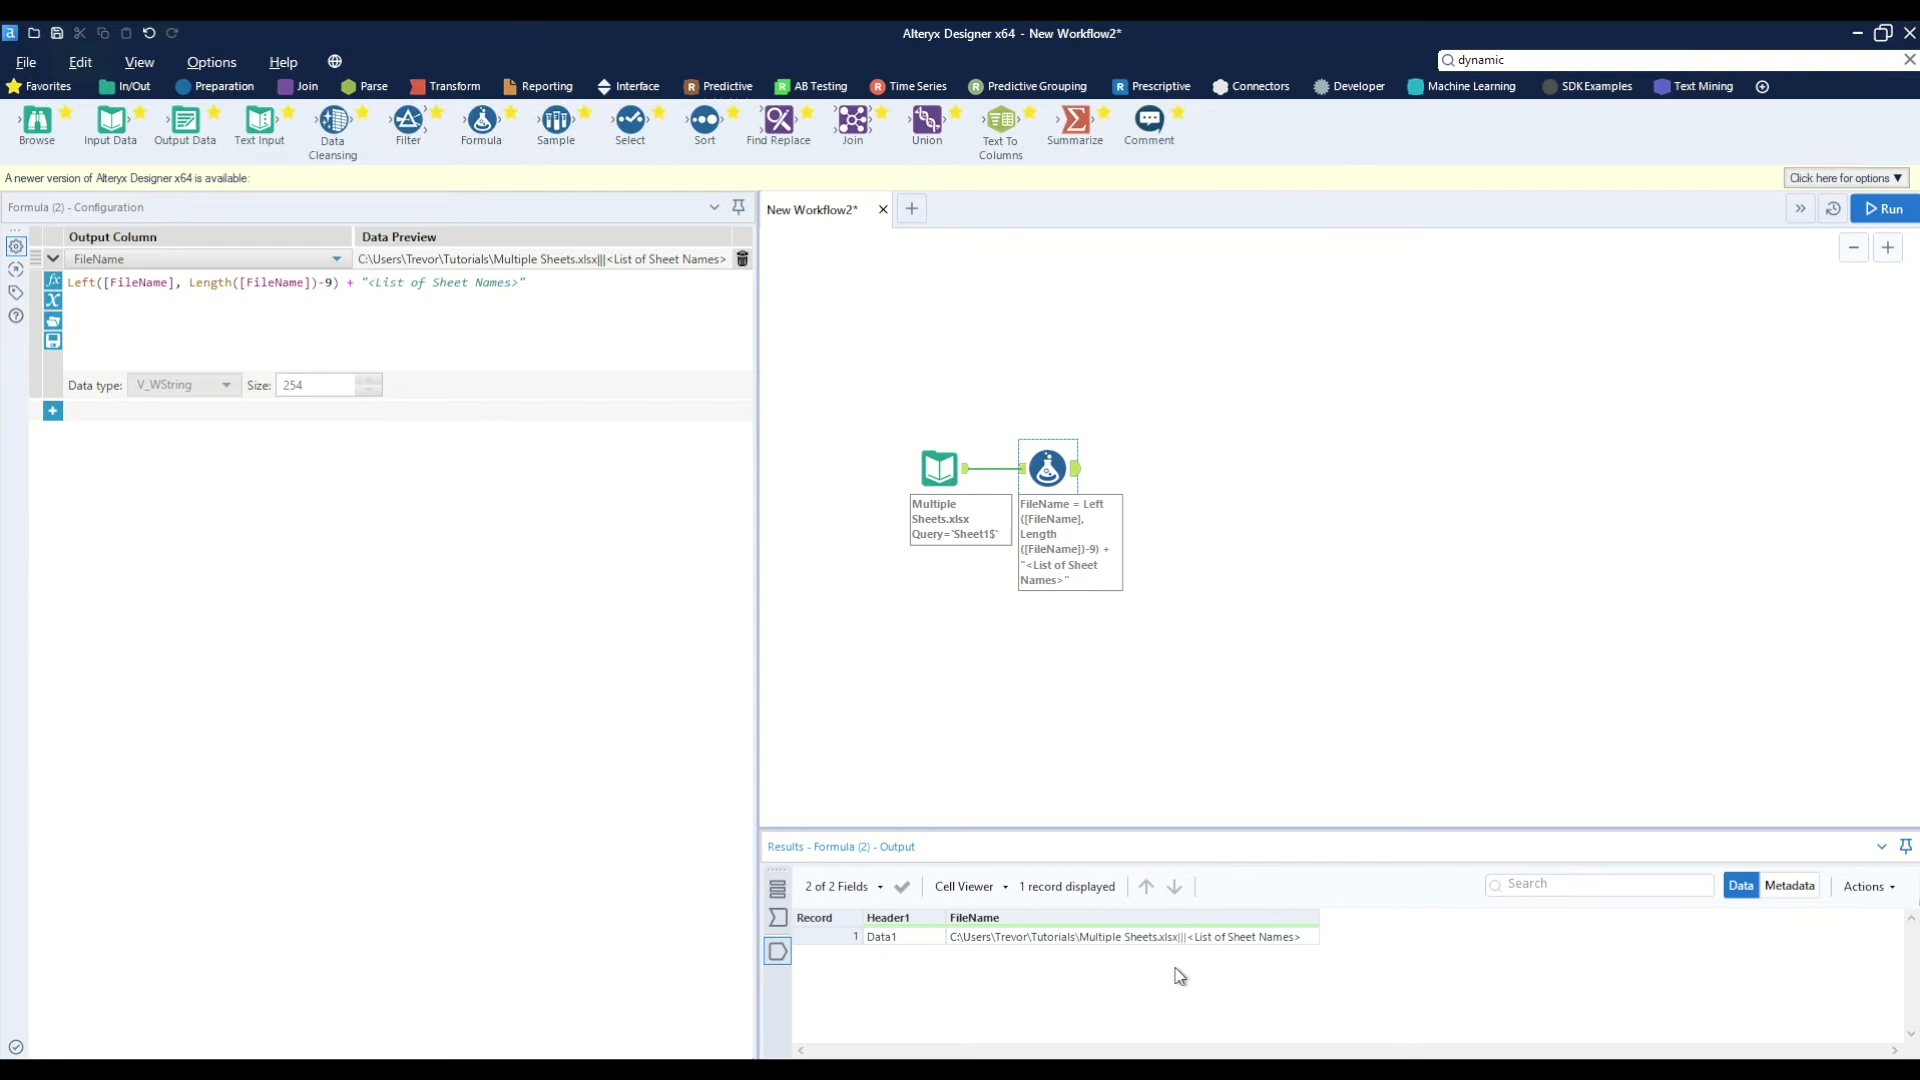 Alteryx Designer x64 - New Workflow2*
File Edit View Options Help
dynamic
Favorites In/Out Preparation Join Parse Transform Reporting Interface Predictive AB Testing Time Series Predictive Grouping Prescriptive Connectors Developer Machine Learning SDKExamples Text Mining
Browse Input Data Output Data Text Input Data Cleansing Filter Formula Sample Select Sort Find Replace Join Union Text To Columns Summarize Comment
A newer version of Alteryx Designer x64 is available:
Click here for options ▼
Formula (2) - Configuration
Output Column Data Preview
FileName C:\Users\Trevor\Tutorials\Multiple Sheets.xlsx|||<List of Sheet Names>
Left([FileName], Length([FileName])-9) + "<List of Sheet Names>"
Data type: V_WString Size: 254
New Workflow2*
Run
Multiple
Sheets.xlsx
Query=`Sheet1$`
FileName = Left
([FileName],
Length
([FileName])-9) +
"<List of Sheet
Names>"
Results - Formula (2) - Output
2 of 2 Fields Cell Viewer 1 record displayed Search Data Metadata Actions
Record Header1 FileName
1 Data1 C:\Users\Trevor\Tutorials\Multiple Sheets.xlsx|||<List of Sheet Names>